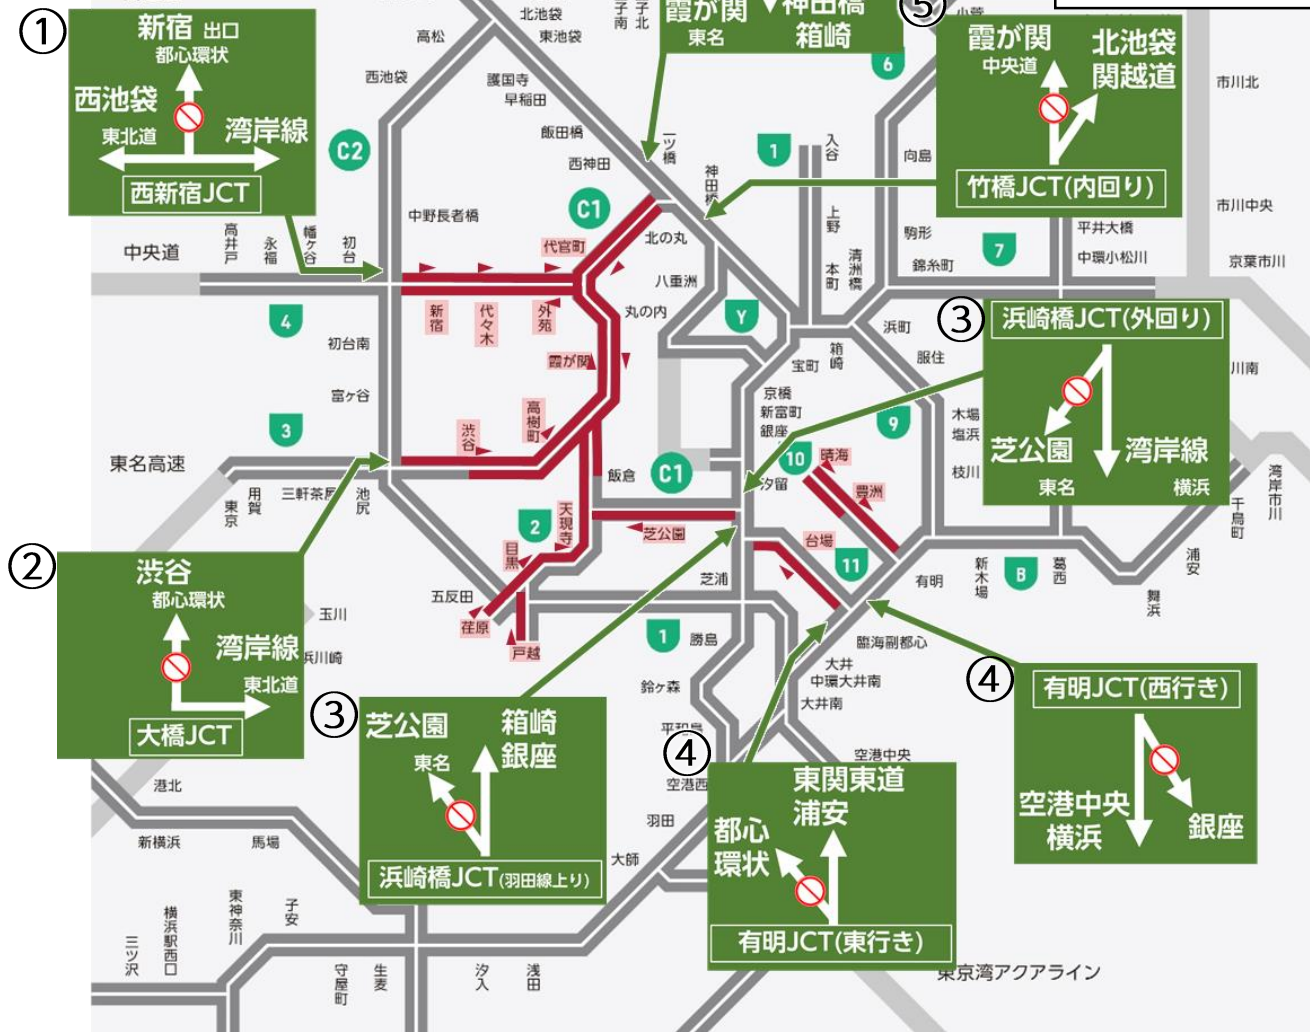 ①
新宿 出口
都心環状
西池袋
東北道
湾岸線
西新宿JCT
高松
西池袋
北池袋
東池袋
護国寺
早稲田
飯田橋
西神田
霞が関
東名
神田橋
箱崎
⑤
霞が関
中央道
北池袋
関越道
竹橋JCT(内回り)
6
一ツ橋
神田橋
1
入谷
上野
本町
清洲橋
向島
駒形
錦糸町
7
平井大橋
中環小松川
市川北
市川中央
京葉市川
C2
中野長者橋
C1
代官町
北の丸
八重洲
丸の内
Y
中央道
高井戸
永福
幡ヶ谷
初台
4
新宿
代々木
外苑
霞が関
初台南
富ヶ谷
3
渋谷
高樹町
東名高速
東京
用賀
三軒茶屋
池尻
宝町
箱崎
浜町
服住
京橋
新富町
銀座
9
木場
塩浜
枝川
10
晴海
豊洲
汐留
C1
飯倉
③
浜崎橋JCT(外回り)
芝公園
東名
湾岸線
横浜
川南
湾岸市川
千鳥町
浦安
舞浜
葛西
B
新木場
有明
2
天現寺
目黒
芝公園
台場
11
芝浦
五反田
荏原
戸越
1
勝島
臨海副都心
大井
中環大井南
大井南
鈴ヶ森
平和島
空港中央
空港西
羽田
大師
②
渋谷
都心環状
湾岸線
東北道
大橋JCT
玉川
浜川崎
③
芝公園
東名
箱崎
銀座
浜崎橋JCT(羽田線上り)
④
東関東道
浦安
都心
環状
有明JCT(東行き)
④
有明JCT(西行き)
空港中央
横浜
銀座
港北
新横浜
馬場
東神奈川
子安
横浜駅西口
三ツ沢
守屋町
生麦
汐入
浅田
東京湾アクアライン